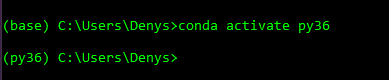 (base) C:\Users\Denys>conda activate py36
(py36) C:\Users\Denys>